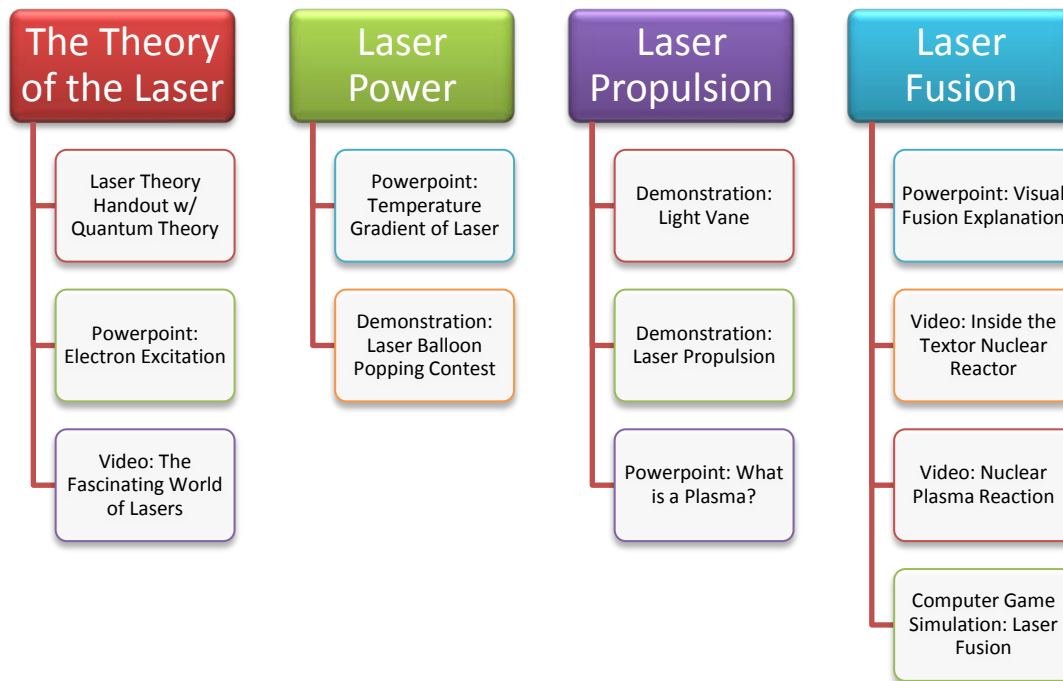 The Theory
of the Laser
Laser Theory
Handout w/
Quantum Theory
Powerpoint:
Electron Excitation
Video: The
Fascinating World
of Lasers
Laser
Power
Powerpoint:
Temperature
Gradient of Laser
Demonstration:
Laser Balloon
Popping Contest
Laser
Propulsion
Demonstration:
Light Vane
Demonstration:
Laser Propulsion
Powerpoint: What
is a Plasma?
Laser
Fusion
Powerpoint: Visual
Fusion Explanation
Video: Inside the
Textor Nuclear
Reactor
Video: Nuclear
Plasma Reaction
Computer Game
Simulation: Laser
Fusion